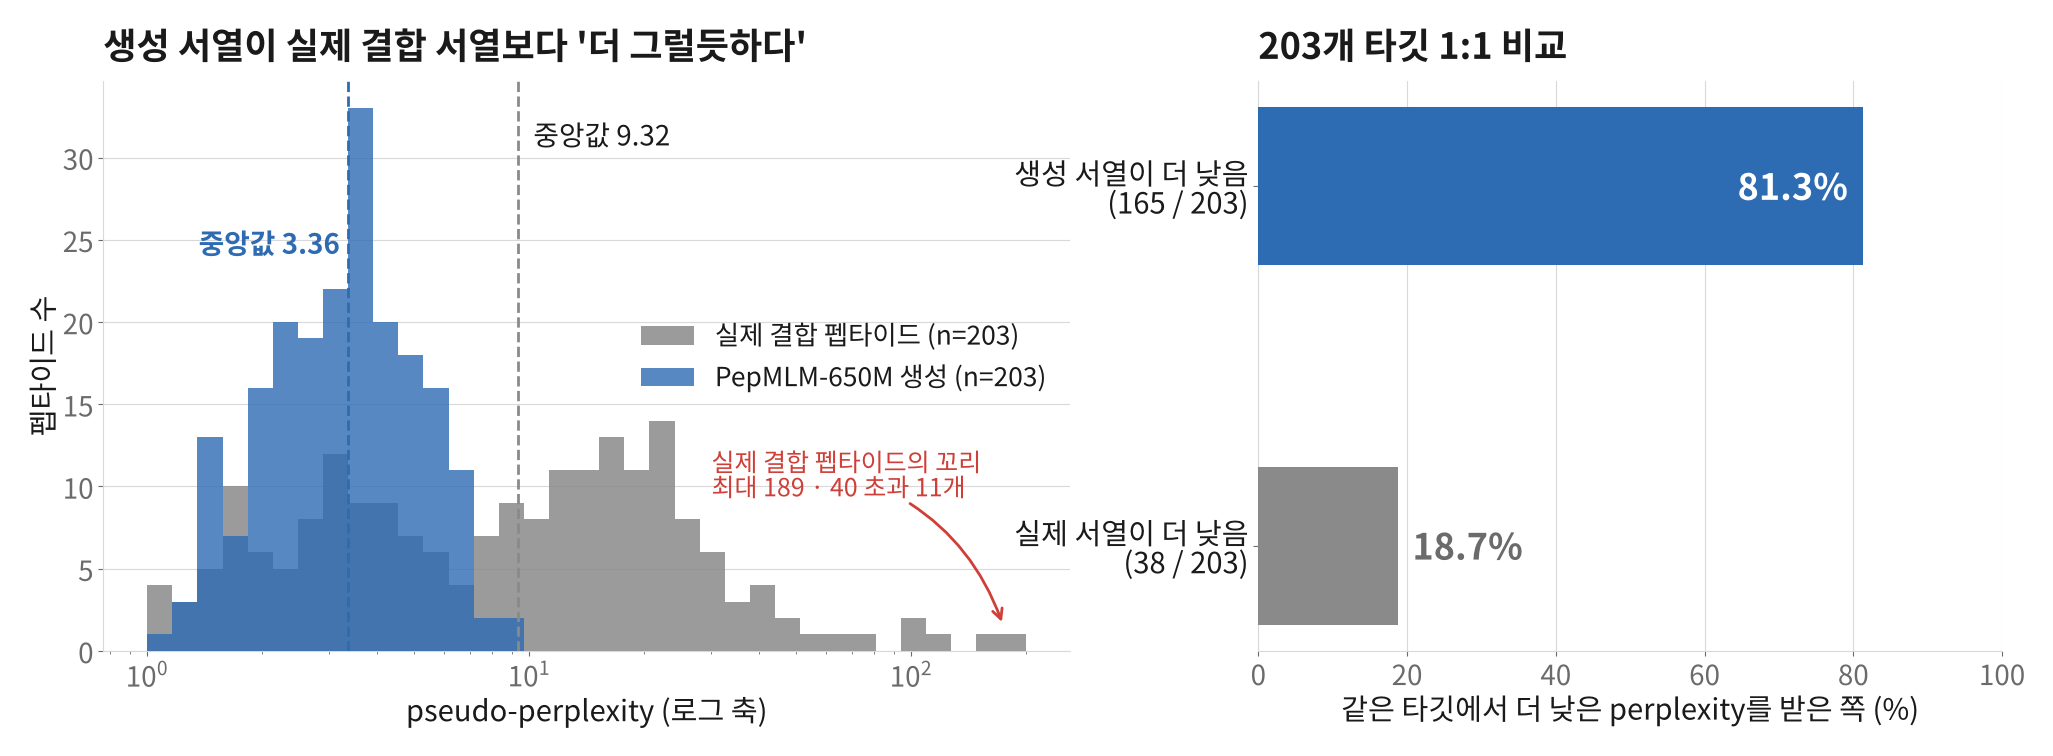 생성 서열이 실제 결합 서열보다 '더 그럴듯하다'
중앙값 9.32
중앙값 3.36
실제 결합 펩타이드 (n=203)
PepMLM-650M 생성 (n=203)
실제 결합 펩타이드의 꼬리
최대 189 · 40 초과 11개
펩타이드 수
30
25
20
15
10
5
0
10⁰
10¹
10²
pseudo-perplexity (로그 축)
203개 타깃 1:1 비교
생성 서열이 더 낮음
(165 / 203)
81.3%
실제 서열이 더 낮음
(38 / 203)
18.7%
0
20
40
60
80
100
같은 타깃에서 더 낮은 perplexity를 받은 쪽 (%)